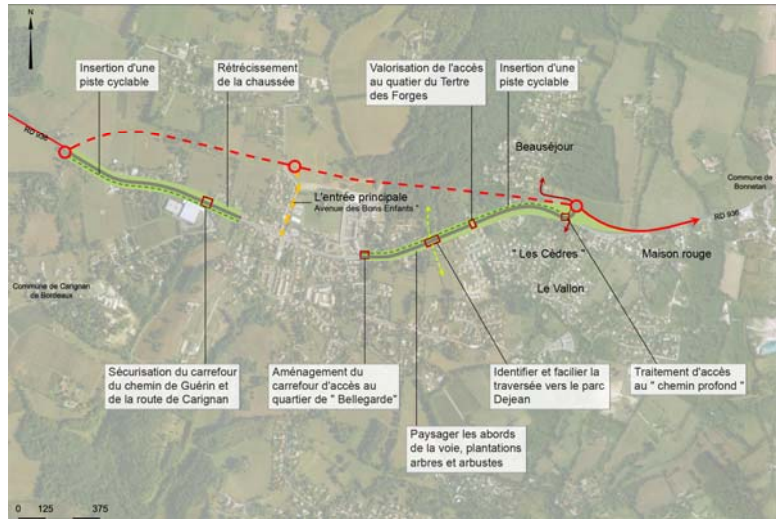 N
Insertion d'une
piste cyclable
Rétrécissement
de la chaussée
Valorisation de l'accès
au quatier du Tertre
des Forges
Insertion d'une
piste cyclable
RD 936
Beauséjour
Commune de
Bonnetan
L'entrée principale
Avenue des Bons Enfants "
RD 936
" Les Cèdres "
Maison rouge
Le Vallon
Commune de Carignan
de Bordeaux
Sécurisation du carrefour
du chemin de Guérin et
de la route de Carignan
Aménagement du
carrefour d'accès au
quartier de " Bellegarde"
Identifier et facilier la
traversée vers le parc
Dejean
Traitement d'accès
au " chemin profond "
Paysager les abords
de la voie, plantations
arbres et arbustes
0 125 375